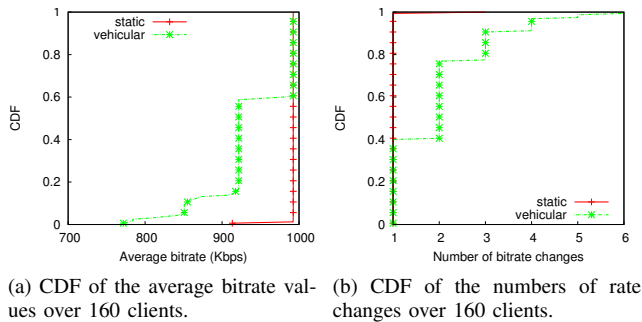 1
0.8
0.6
0.4
0.2
0
CDF
static
vehicular
700 800 900 1000
Average bitrate (Kbps)
(a) CDF of the average bitrate val-
ues over 160 clients.
1
0.8
0.6
0.4
0.2
0
CDF
static
vehicular
1 2 3 4 5 6
Number of bitrate changes
(b) CDF of the numbers of rate
changes over 160 clients.